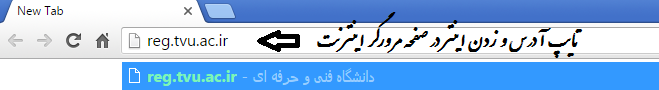 New Tab
reg.tvu.ac.ir
تایپ آدرس و زدن اینتر در صفحه مرورگر اینترنت
reg.tvu.ac.ir - دانشگاه فنی و حرفه ای